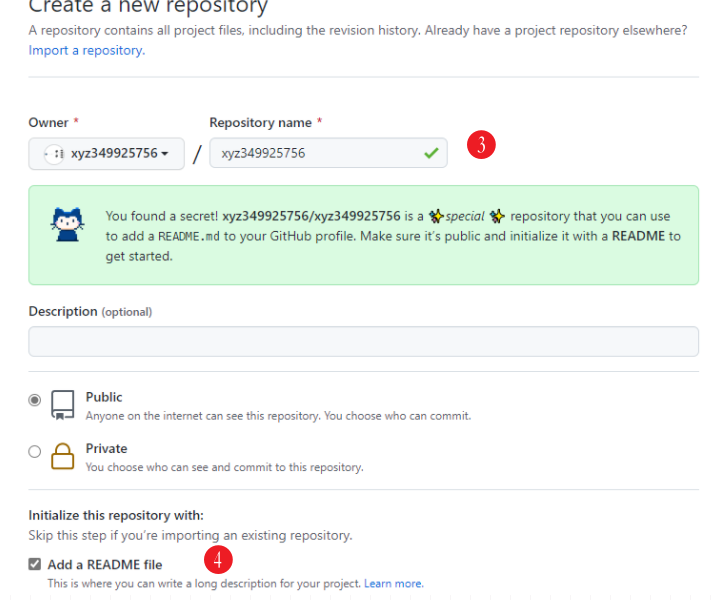 Create a new repository
A repository contains all project files, including the revision history. Already have a project repository elsewhere?
Import a repository.
Owner * Repository name *
xyz349925756 / xyz349925756
3
You found a secret! xyz349925756/xyz349925756 is a ✨special ✨ repository that you can use
to add a README.md to your GitHub profile. Make sure it's public and initialize it with a README to
get started.
Description (optional)
Public
Anyone on the internet can see this repository. You choose who can commit.
Private
You choose who can see and commit to this repository.
Initialize this repository with:
Skip this step if you're importing an existing repository.
Add a README file
4
This is where you can write a long description for your project. Learn more.